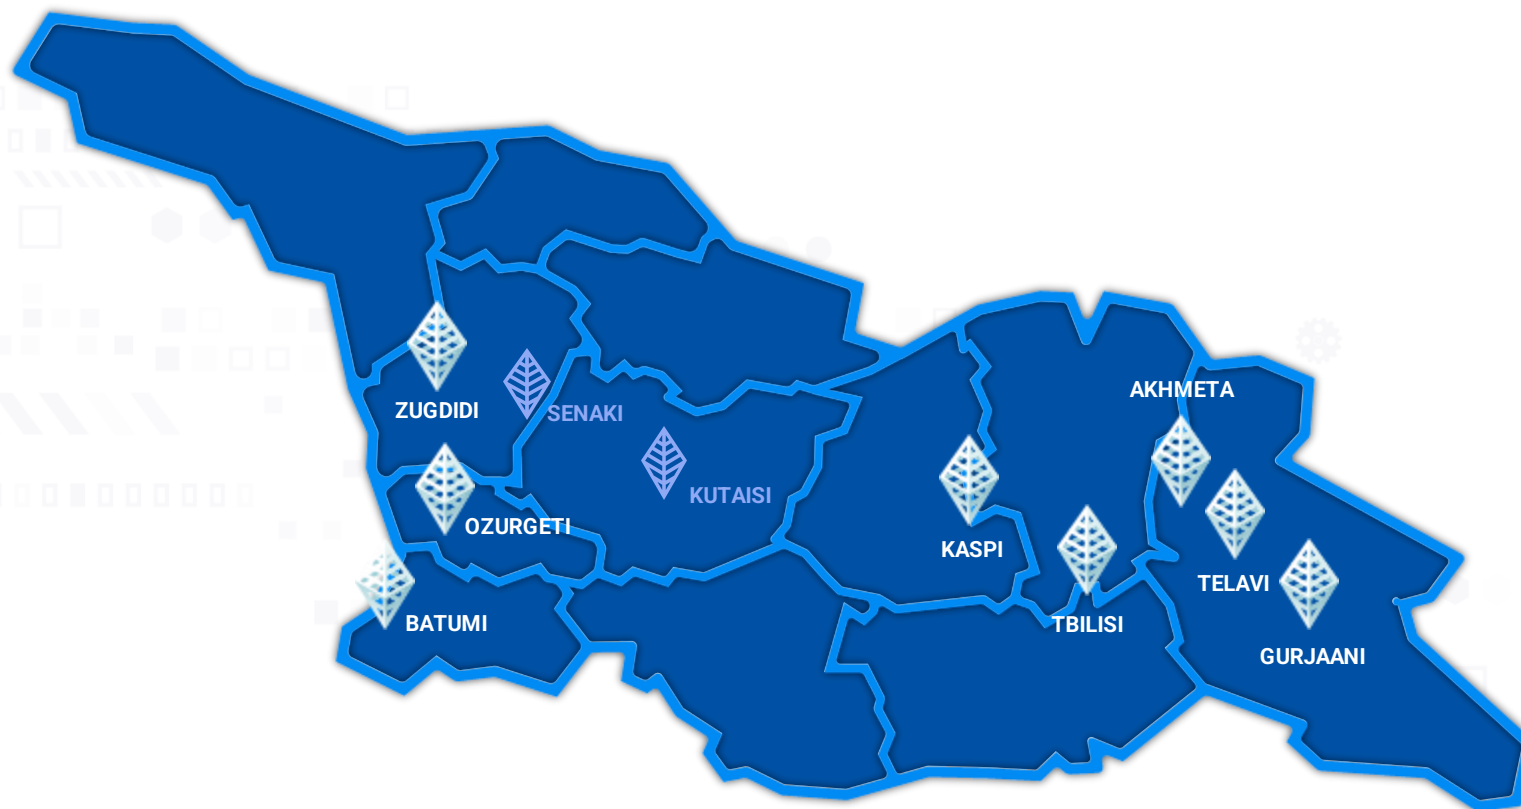 AKHMETA
ZUGDIDI
SENAKI
KUTAISI
OZURGETI
KASPI
TELAVI
BATUMI
TBILISI
GURJAANI